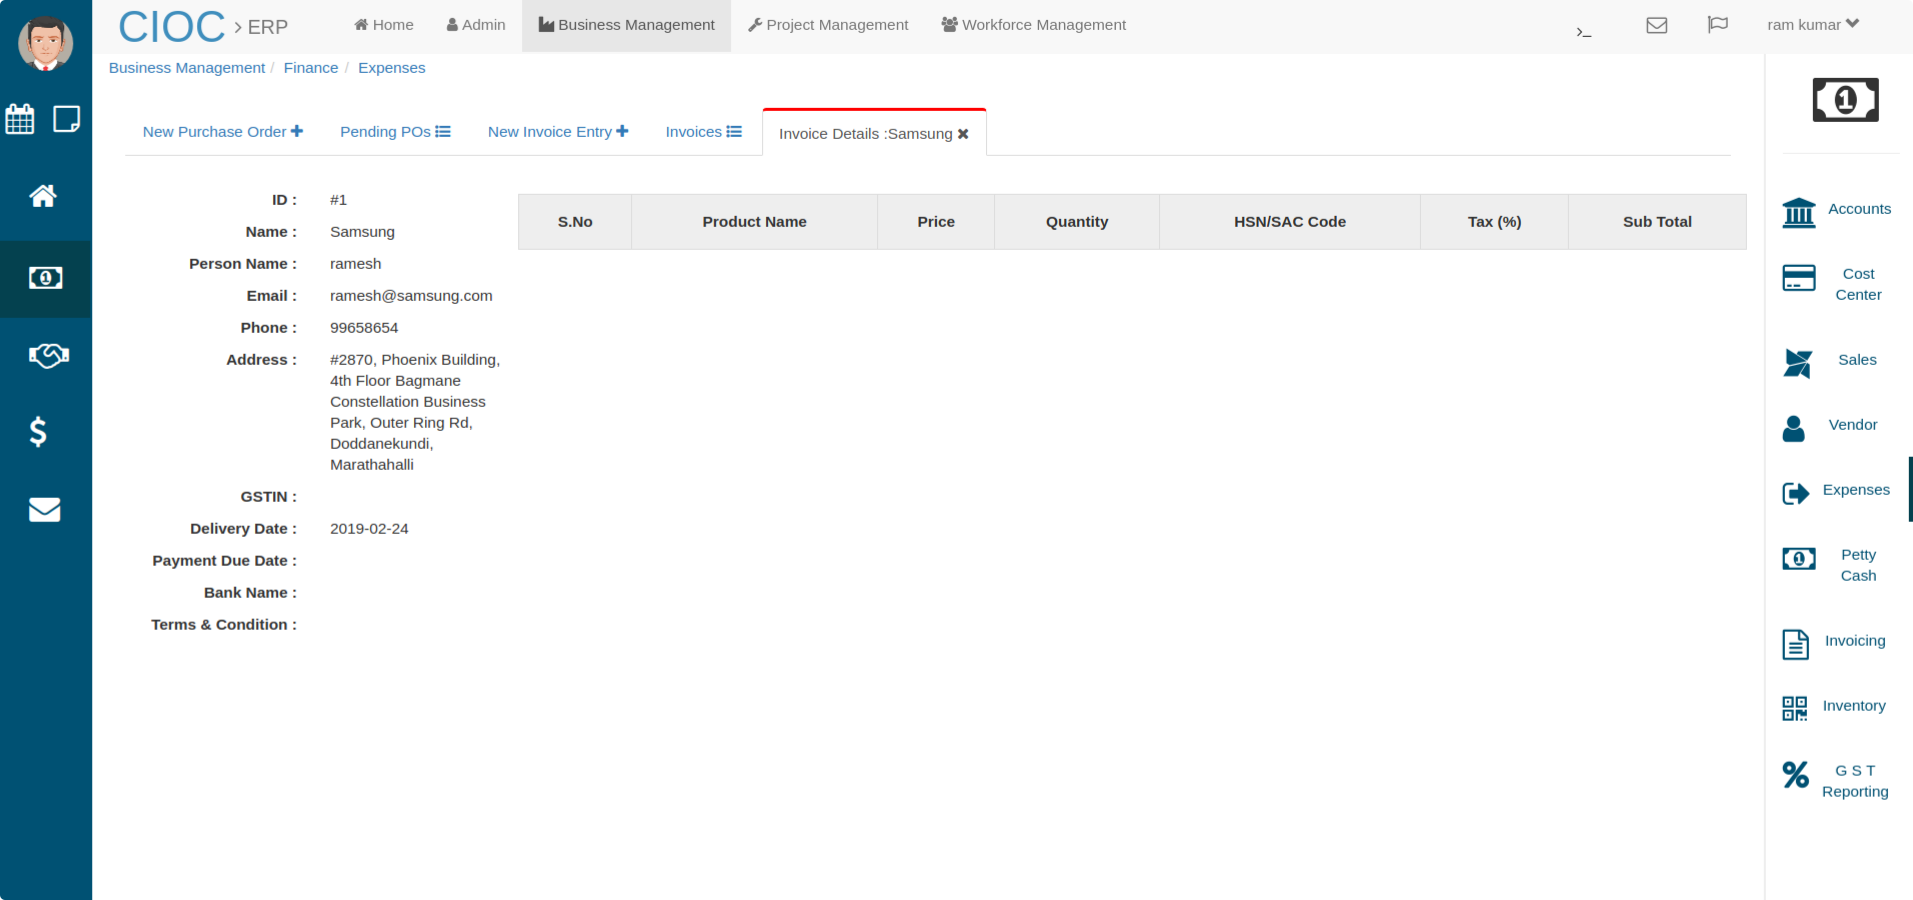 CIOC > ERP
Home
Admin
Business Management
Project Management
Workforce Management
>_
ram kumar
Business Management / Finance / Expenses
New Purchase Order
Pending POs
New Invoice Entry
Invoices
Invoice Details :Samsung
ID : #1
Name : Samsung
Person Name : ramesh
Email : ramesh@samsung.com
Phone : 99658654
Address : #2870, Phoenix Building,
4th Floor Bagmane
Constellation Business
Park, Outer Ring Rd,
Doddanekundi,
Marathahalli
GSTIN :
Delivery Date : 2019-02-24
Payment Due Date :
Bank Name :
Terms & Condition :
S.No
Product Name
Price
Quantity
HSN/SAC Code
Tax (%)
Sub Total
Accounts
Cost
Center
Sales
Vendor
Expenses
Petty
Cash
Invoicing
Inventory
G S T
Reporting